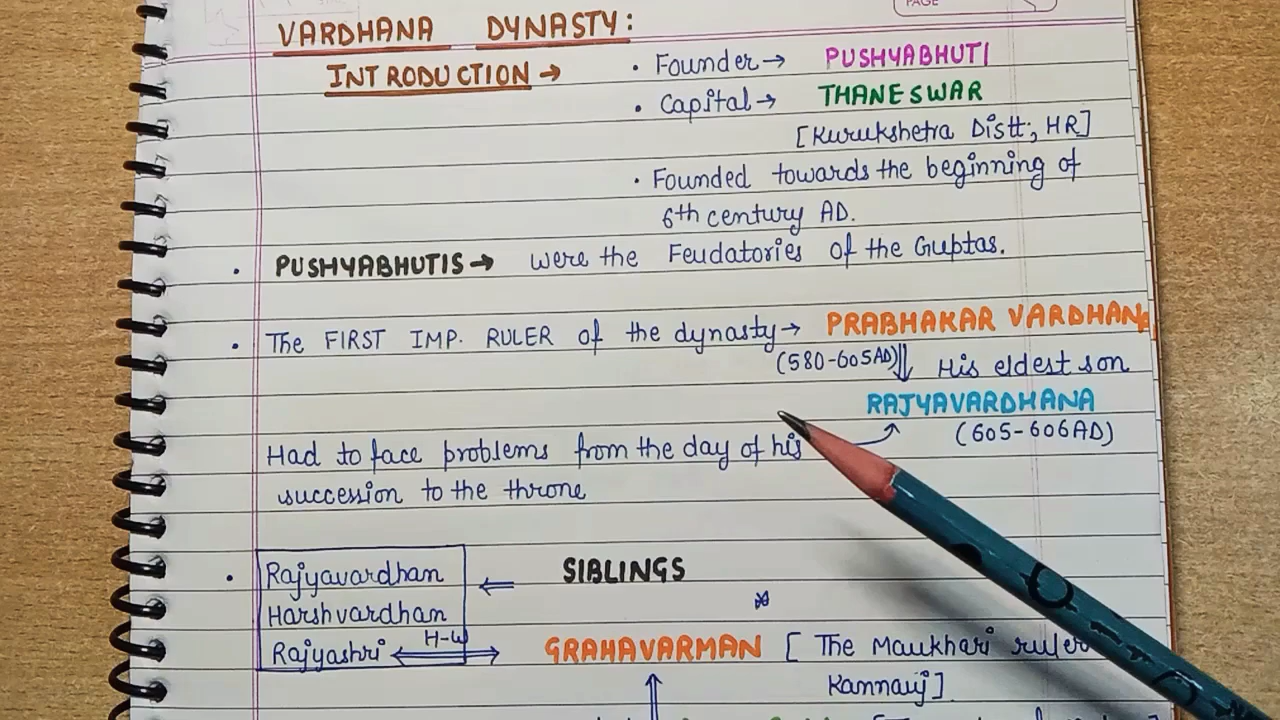 PAGE
VARDHANA DYNASTY:
INTRODUCTION → • Founder → PUSHYABHUTI
• Capital → THANESWAR
[Kurukshetra Distt; HR]
• Founded towards the beginning of
6th century AD.
• PUSHYABHUTIS → were the Feudatories of the Guptas.
• The FIRST IMP. RULER of the dynasty → PRABHAKAR VARDHANA
(580-605AD) His eldest son
RAJYAVARDHANA
(605-606AD)
Had to face problems from the day of his
succession to the throne
• Rajyavardhan ⇐ SIBLINGS
Harshvardhan
Rajyashri H-W GRAHAVARMAN [The Maukhari ruler
Kannauj]